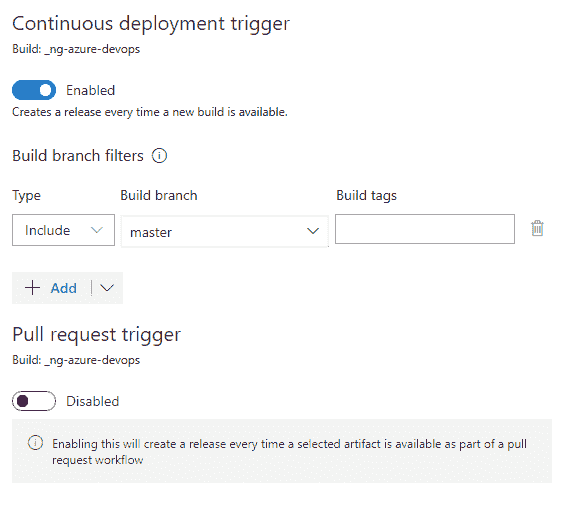 Continuous deployment trigger
Build: _ng-azure-devops
Enabled
Creates a release every time a new build is available.
Build branch filters
Type Build branch Build tags
Include master
Add
Pull request trigger
Build: _ng-azure-devops
Disabled
Enabling this will create a release every time a selected artifact is available as part of a pull
request workflow